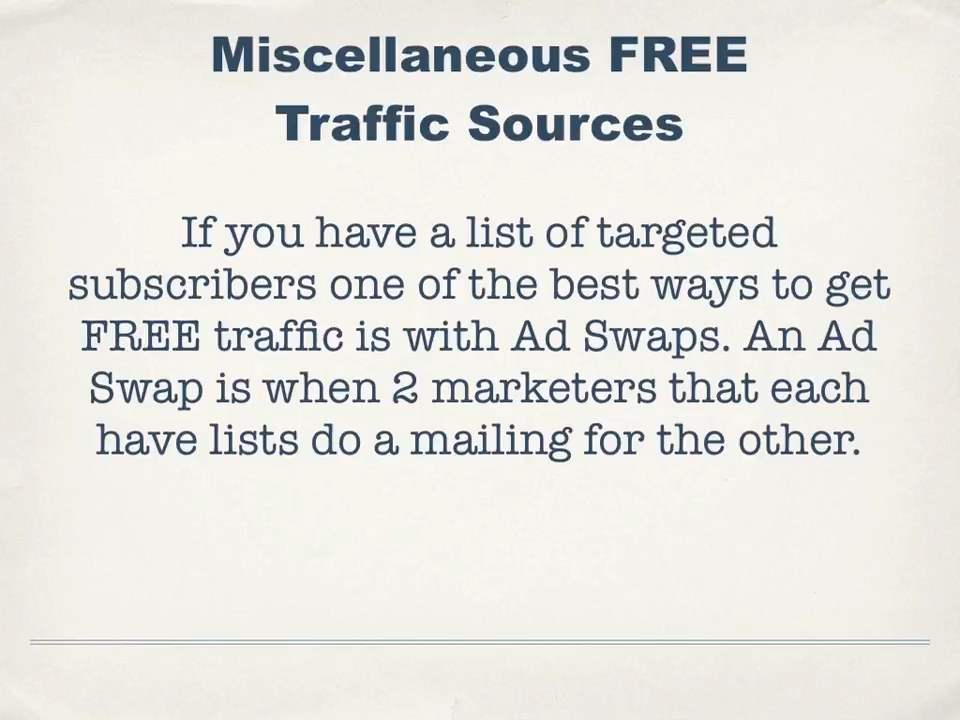 Miscellaneous FREE
Traffic Sources
If you have a list of targeted
subscribers one of the best ways to get
FREE traffic is with Ad Swaps. An Ad
Swap is when 2 marketers that each
have lists do a mailing for the other.